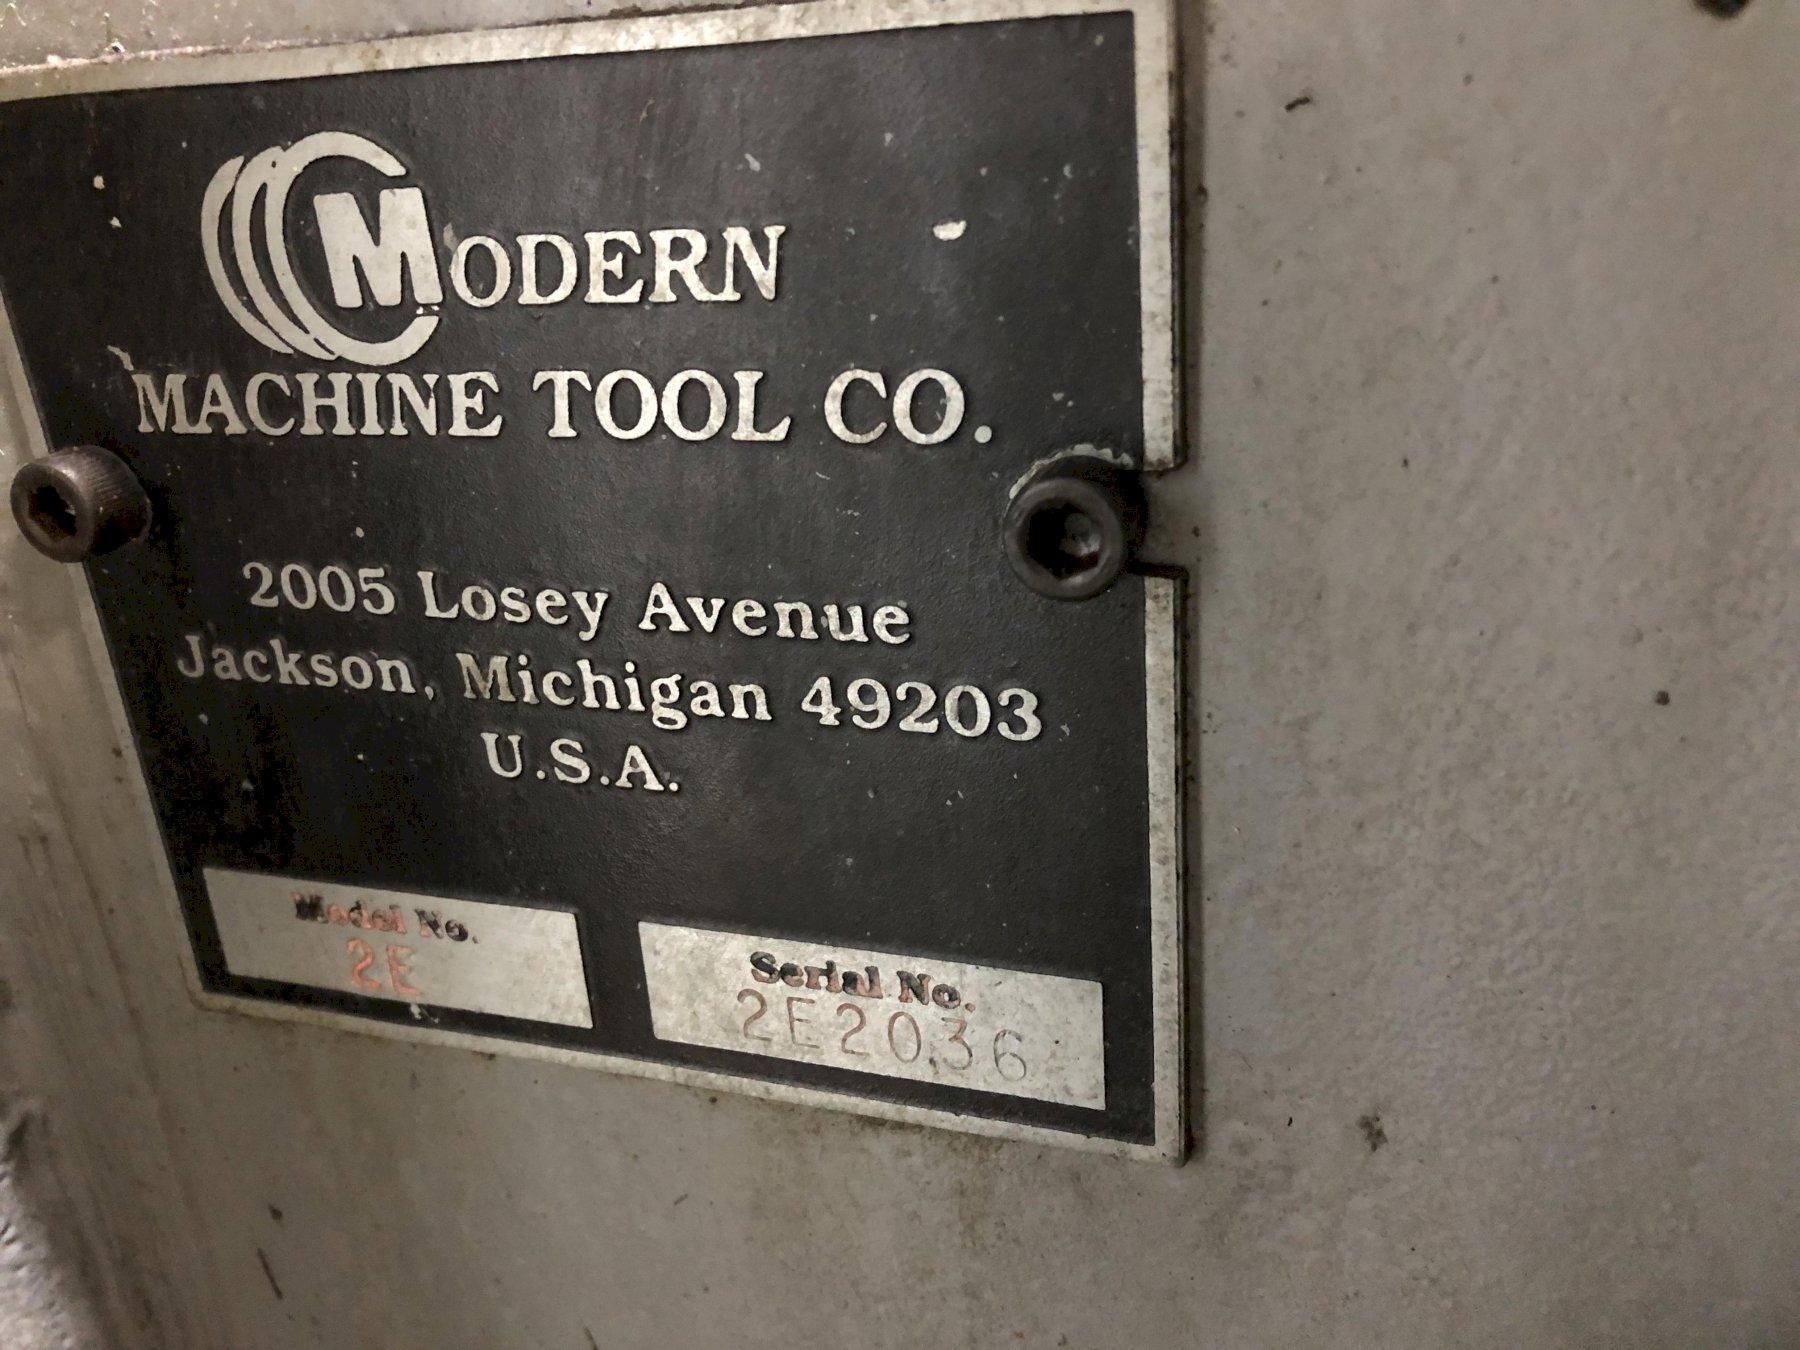 MODERN
MACHINE TOOL CO.
2005 Losey Avenue
Jackson, Michigan 49203
U.S.A.
Model No.
2E
Serial No.
2E2036